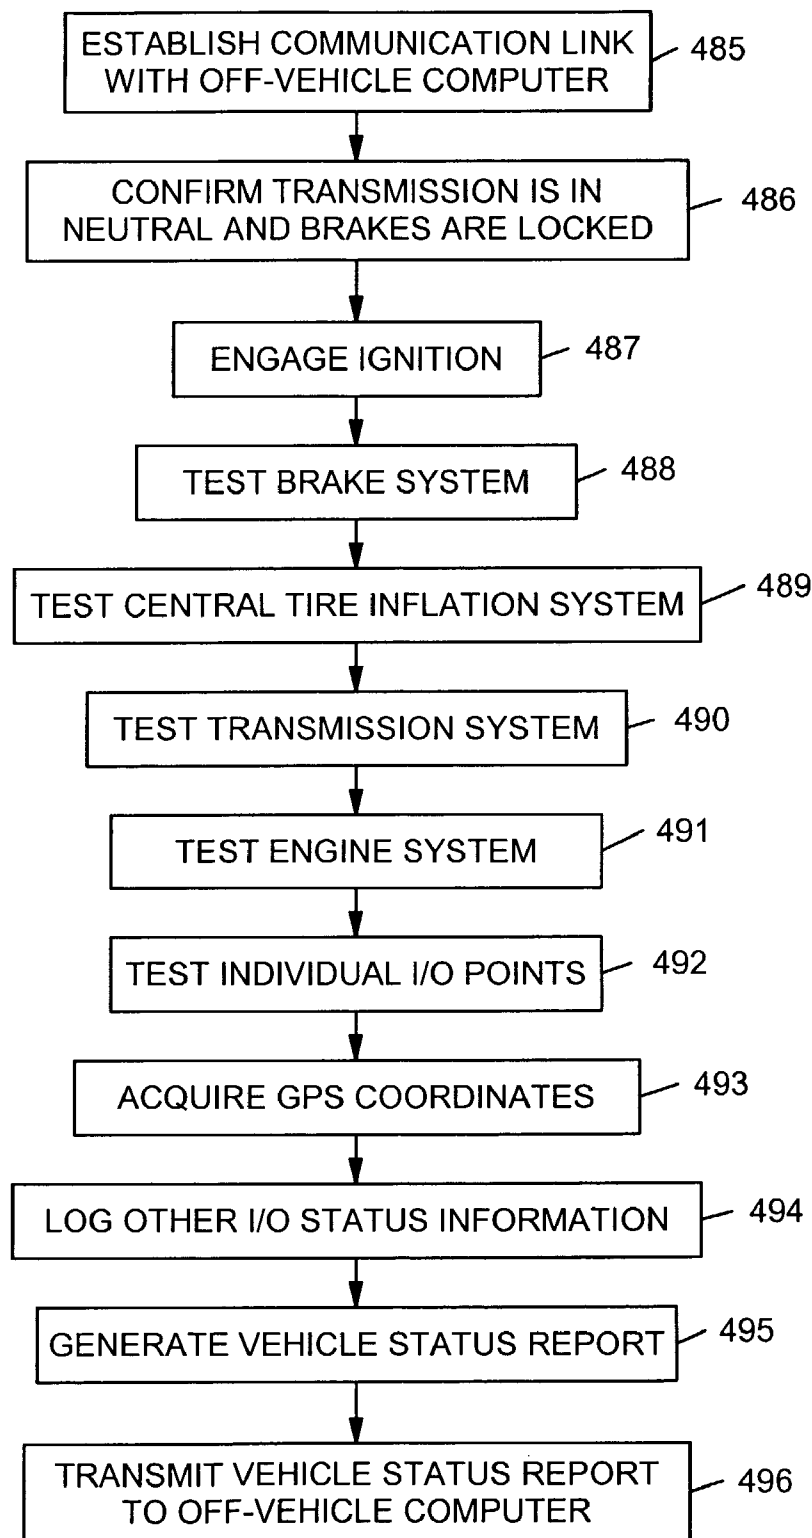 ESTABLISH COMMUNICATION LINK
WITH OFF-VEHICLE COMPUTER
485
CONFIRM TRANSMISSION IS IN
NEUTRAL AND BRAKES ARE LOCKED
486
ENGAGE IGNITION
487
TEST BRAKE SYSTEM
488
TEST CENTRAL TIRE INFLATION SYSTEM
489
TEST TRANSMISSION SYSTEM
490
TEST ENGINE SYSTEM
491
TEST INDIVIDUAL I/O POINTS
492
ACQUIRE GPS COORDINATES
493
LOG OTHER I/O STATUS INFORMATION
494
GENERATE VEHICLE STATUS REPORT
495
TRANSMIT VEHICLE STATUS REPORT
TO OFF-VEHICLE COMPUTER
496